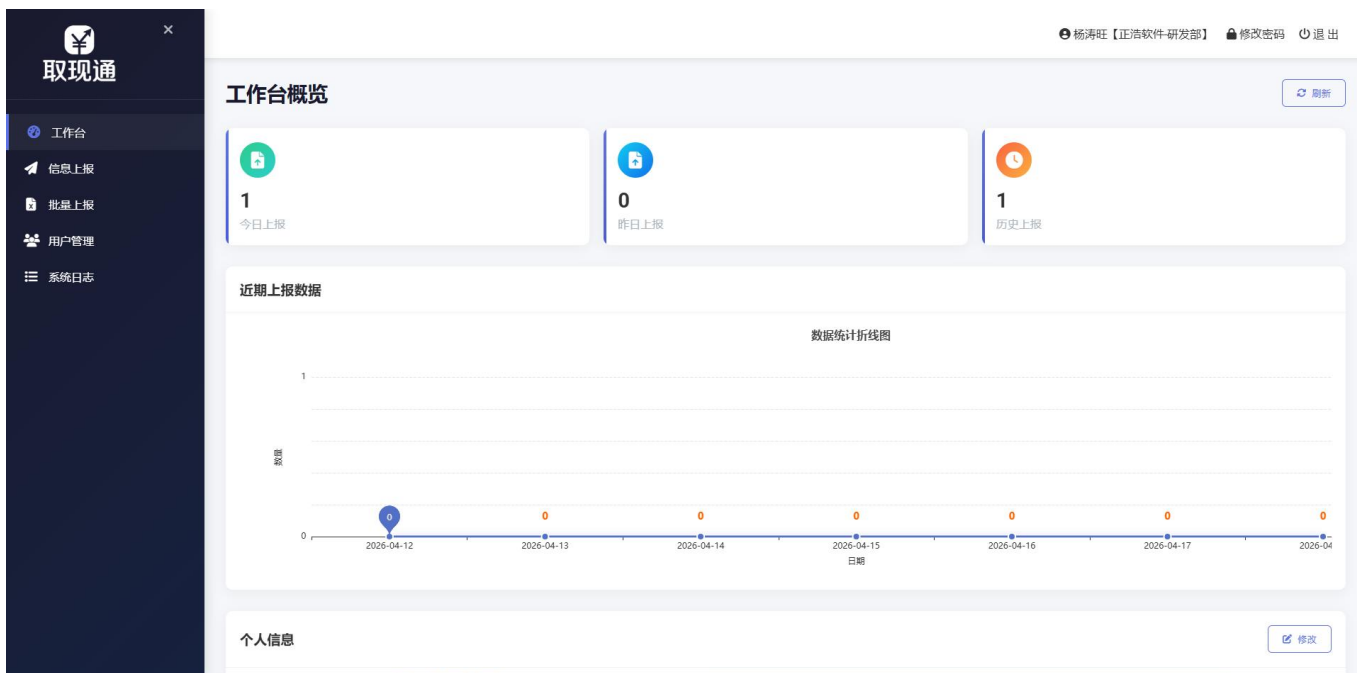 取现通
×
杨涛旺【正浩软件-研发部】 修改密码 退 出
工作台
信息上报
批量上报
用户管理
系统日志
工作台概览
刷新
1
今日上报
0
昨日上报
1
历史上报
近期上报数据
数据统计折线图
1
数量
0
0 0 0 0 0 0 0
2026-04-12 2026-04-13 2026-04-14 2026-04-15 2026-04-16 2026-04-17 2026-04
日期
个人信息
修改